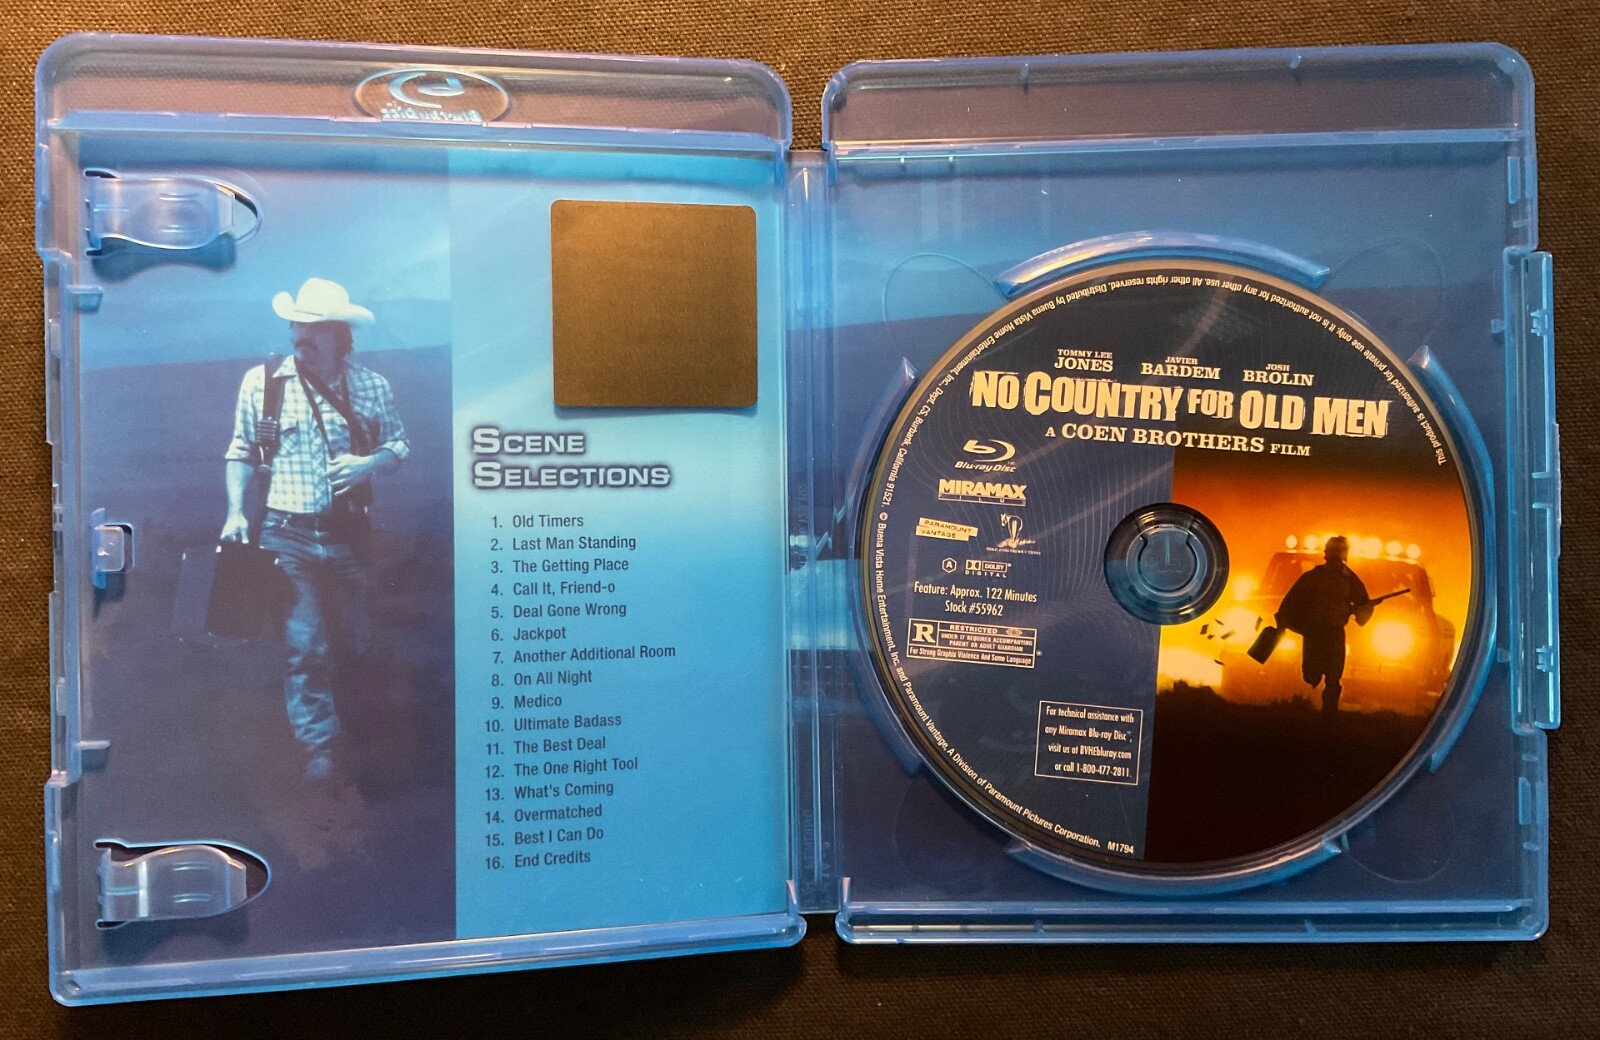 Blu-ray Disc
SCENE
SELECTIONS
1. Old Timers
2. Last Man Standing
3. The Getting Place
4. Call It, Friend-o
5. Deal Gone Wrong
6. Jackpot
7. Another Additional Room
8. On All Night
9. Medico
10. Ultimate Badass
11. The Best Deal
12. The One Right Tool
13. What's Coming
14. Overmatched
15. Best I Can Do
16. End Credits
TOMMY LEE
JONES
JAVIER
BARDEM
JOSH
BROLIN
NO COUNTRY FOR OLD MEN
A COEN BROTHERS FILM
Blu-ray Disc™
MIRAMAX
FILMS
PARAMOUNT
VANTAGE
MIKE ZOSS PRODUCTIONS
A
DOLBY
DIGITAL
Feature: Approx. 122 Minutes
Stock #55962
R
RESTRICTED
UNDER 17 REQUIRES ACCOMPANYING
PARENT OR ADULT GUARDIAN
For Strong Graphic Violence And Some Language
For technical assistance with
any Miramax Blu-ray Disc™,
visit us at BVHEbluray.com
or call 1-800-477-2811.
This product is authorized for private use only. It is not authorized for any other use. All other rights reserved. Distributed by Buena Vista Home Entertainment, Inc., Dept. CS, Burbank, California 91521. © Buena Vista Home Entertainment, Inc. and Paramount Vantage, A Division of Paramount Pictures Corporation. M1794